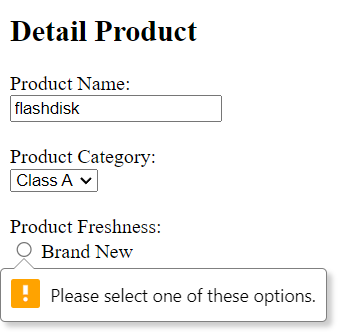 Detail Product
Product Name:
flashdisk
Product Category:
Class A
Product Freshness:
Brand New
Please select one of these options.